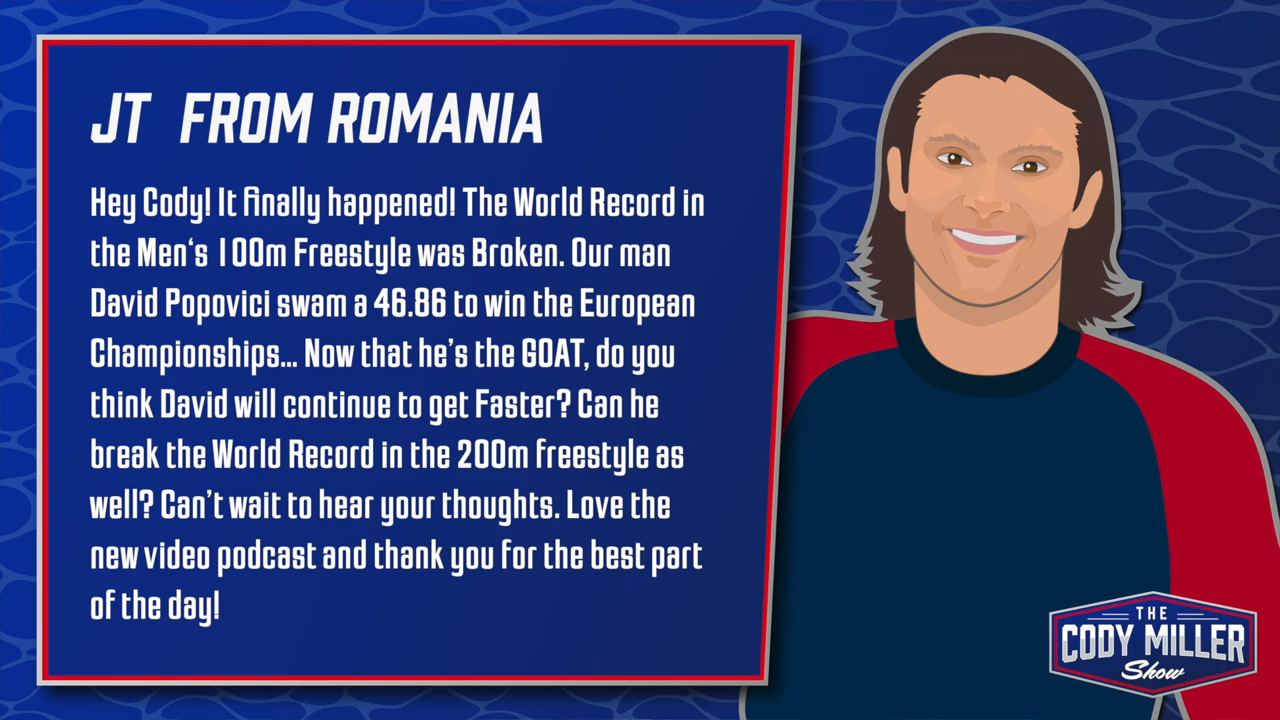 JT FROM ROMANIA
Hey Cody! It finally happened! The World Record in
the Men‘s 100m Freestyle was Broken. Our man
David Popovici swam a 46.86 to win the European
Championships... Now that he’s the GOAT, do you
think David will continue to get Faster? Can he
break the World Record in the 200m freestyle as
well? Can’t wait to hear your thoughts. Love the
new video podcast and thank you for the best part
of the day!
THE
CODY MILLER
Show